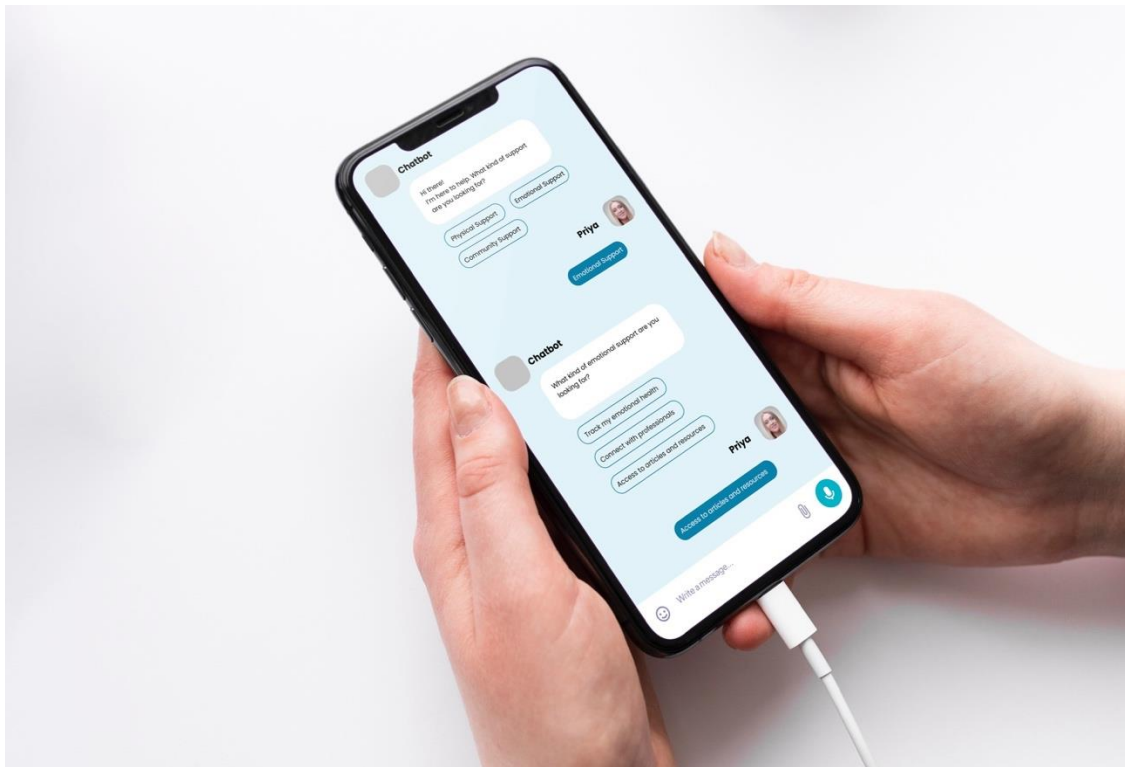 Chatbot
Hi there!
I'm here to help. What kind of support
are you looking for?
Physical Support
Emotional Support
Community Support
Priya
Emotional Support
Chatbot
What kind of emotional support are you
looking for?
Track my emotional health
Connect with professionals
Access to articles and resources
Priya
Access to articles and resources
Write a message...